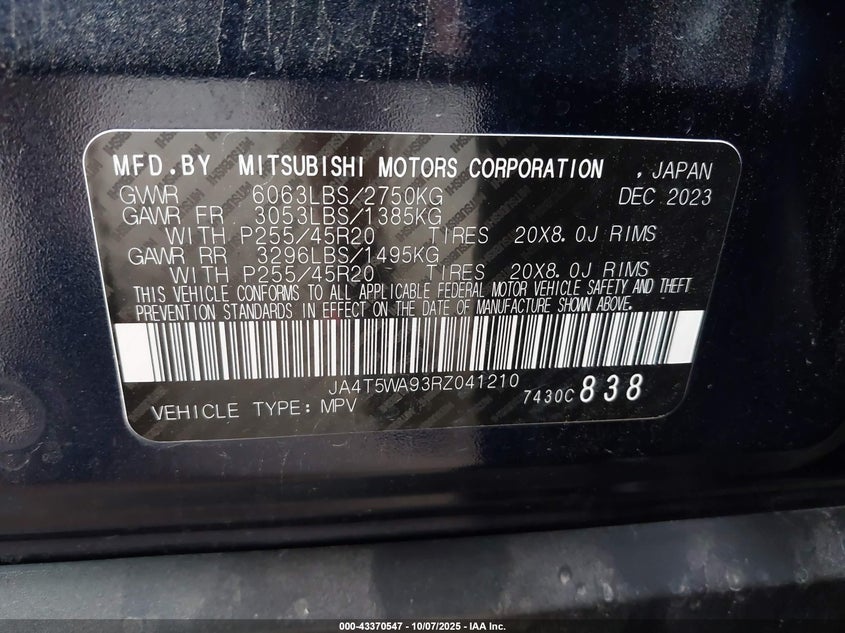 MFD.BY MITSUBISHI MOTORS CORPORATION , JAPAN
GVWR 6063LBS/2750KG DEC 2023
GAWR FR 3053LBS/1385KG
WITH P255/45R20 TIRES 20X8.0J RIMS
GAWR RR 3296LBS/1495KG
WITH P255/45R20 TIRES 20X8.0J RIMS
THIS VEHICLE CONFORMS TO ALL APPLICABLE FEDERAL MOTOR VEHICLE SAFETY AND THEFT
PREVENTION STANDARDS IN EFFECT ON THE DATE OF MANUFACTURE SHOWN ABOVE.
JA4T5WA93RZ041210
VEHICLE TYPE: MPV 7430C 838
000-43370547 - 10/07/2025 - IAA Inc.